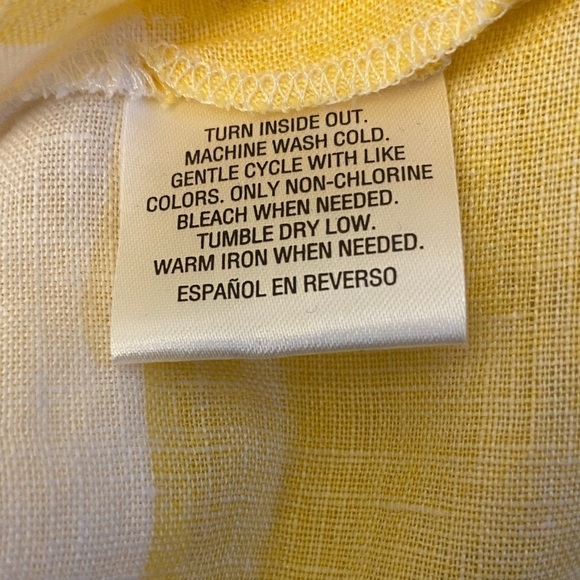 TURN INSIDE OUT.
MACHINE WASH COLD.
GENTLE CYCLE WITH LIKE
COLORS. ONLY NON-CHLORINE
BLEACH WHEN NEEDED.
TUMBLE DRY LOW.
WARM IRON WHEN NEEDED.
ESPAÑOL EN REVERSO